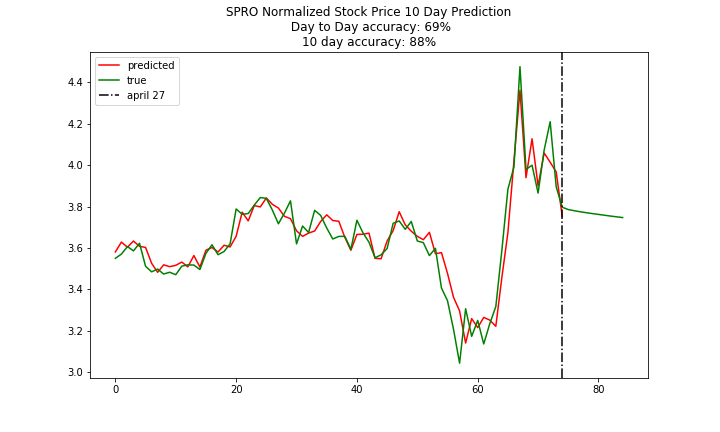 SPRO Normalized Stock Price 10 Day Prediction
Day to Day accuracy: 69%
10 day accuracy: 88%
predicted
true
april 27
4.4
4.2
4.0
3.8
3.6
3.4
3.2
3.0
0 20 40 60 80